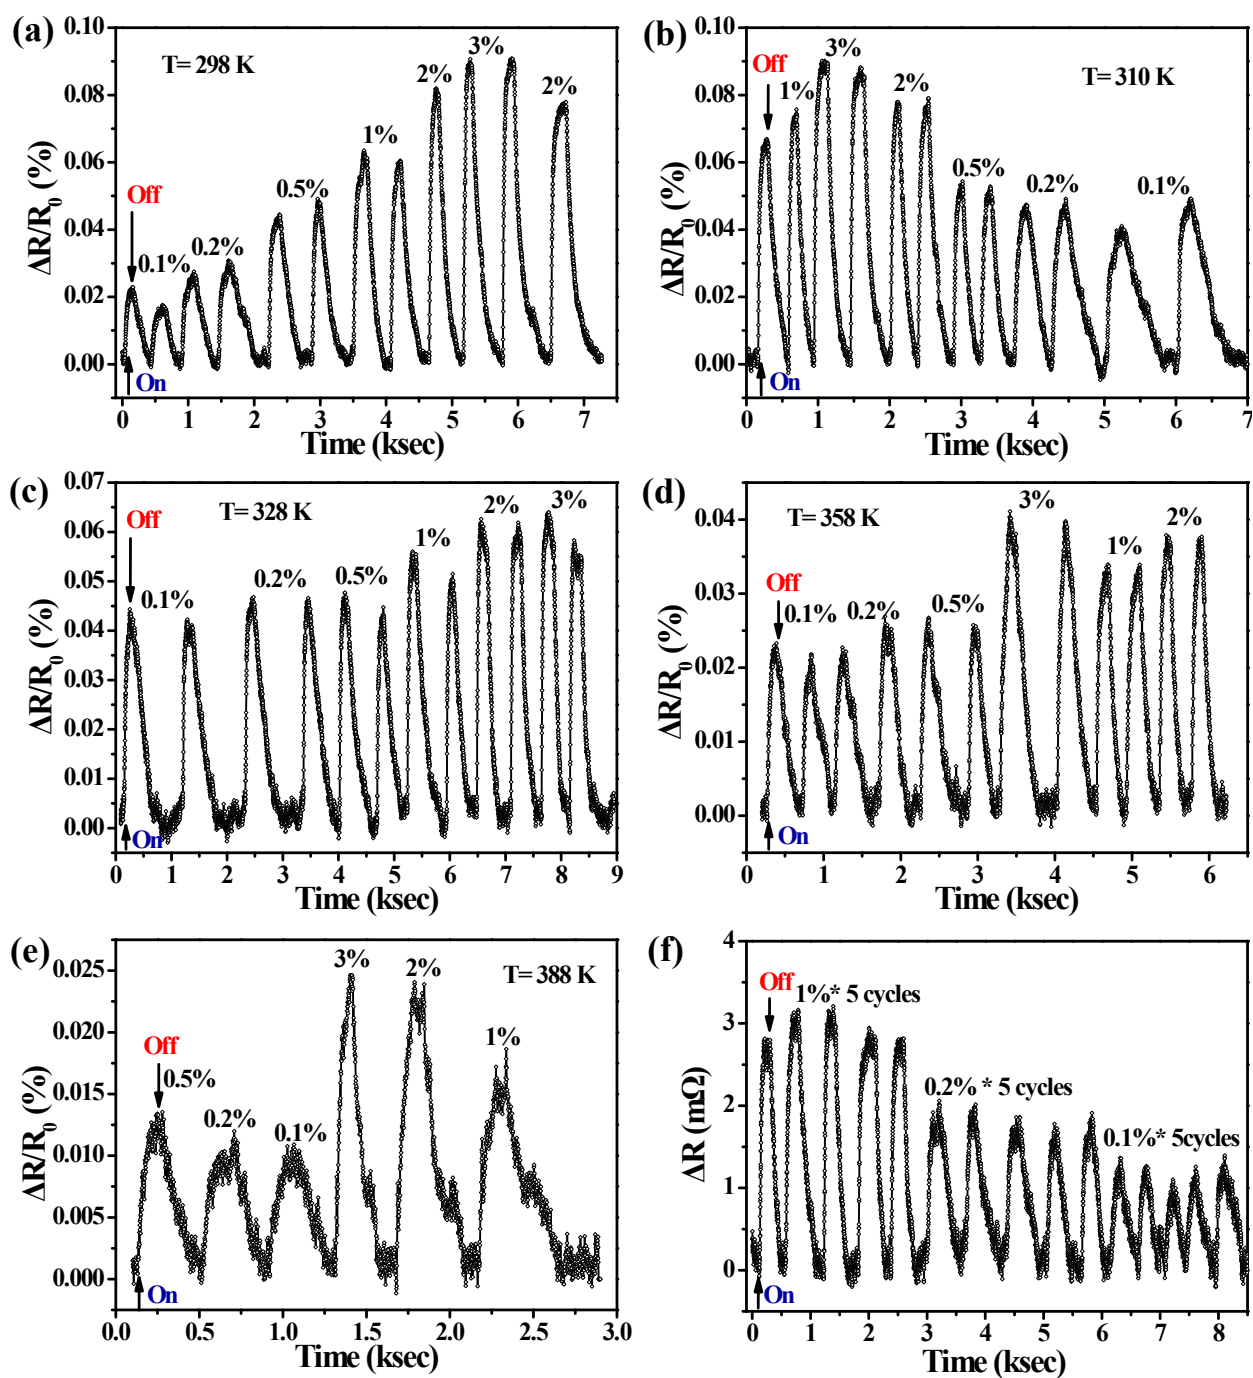 (a)
T= 298 K
Off
On
0.1%
0.2%
0.5%
1%
2%
3%
2%
0.10
0.08
0.06
0.04
0.02
0.00
ΔR/R0 (%)
0 1 2 3 4 5 6 7
Time (ksec)
(b)
T= 310 K
Off
On
1%
3%
2%
0.5%
0.2%
0.1%
0.10
0.08
0.06
0.04
0.02
0.00
ΔR/R0 (%)
0 1 2 3 4 5 6 7
Time (ksec)
(c)
T= 328 K
Off
On
0.1%
0.2%
0.5%
1%
2%
3%
0.07
0.06
0.05
0.04
0.03
0.02
0.01
0.00
ΔR/R0 (%)
0 1 2 3 4 5 6 7 8 9
Time (ksec)
(d)
T= 358 K
Off
On
0.1%
0.2%
0.5%
3%
1%
2%
0.04
0.03
0.02
0.01
0.00
ΔR/R0 (%)
0 1 2 3 4 5 6
Time (ksec)
(e)
T= 388 K
Off
On
0.5%
0.2%
0.1%
3%
2%
1%
0.025
0.020
0.015
0.010
0.005
0.000
ΔR/R0 (%)
0.0 0.5 1.0 1.5 2.0 2.5 3.0
Time (ksec)
(f)
Off
On
1%* 5 cycles
0.2% * 5 cycles
0.1%* 5cycles
4
3
2
1
0
ΔR (mΩ)
0 1 2 3 4 5 6 7 8
Time (ksec)